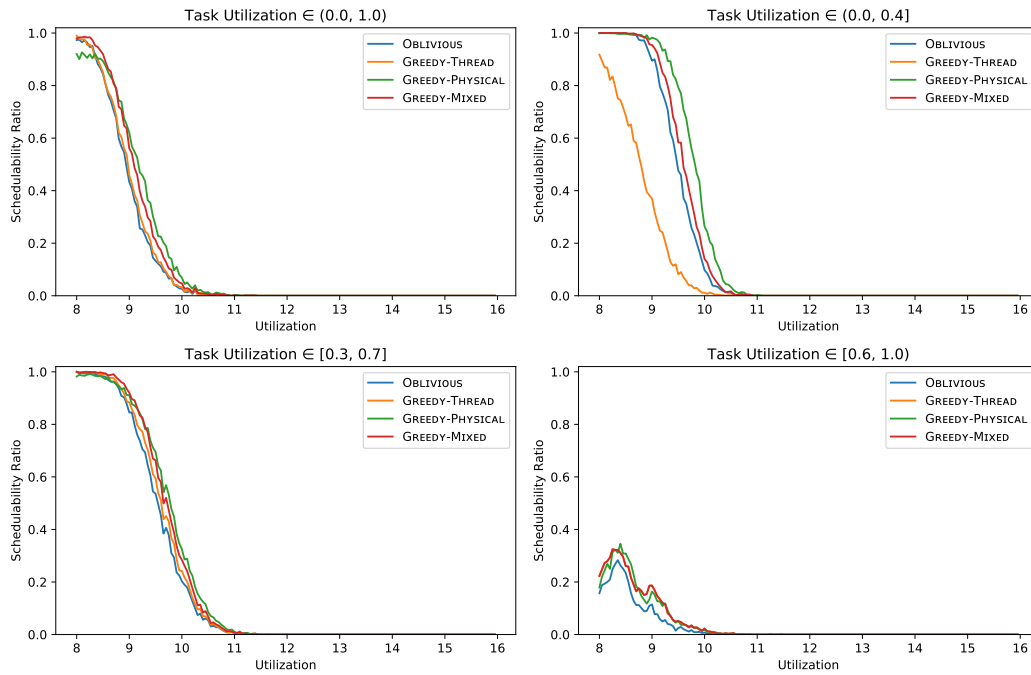 Task Utilization ∈ (0.0, 1.0)
Schedulability Ratio
1.0
0.8
0.6
0.4
0.2
0.0
Oblivious
Greedy-Thread
Greedy-Physical
Greedy-Mixed
8 9 10 11 12 13 14 15 16
Utilization
Task Utilization ∈ (0.0, 0.4]
Schedulability Ratio
1.0
0.8
0.6
0.4
0.2
0.0
Oblivious
Greedy-Thread
Greedy-Physical
Greedy-Mixed
8 9 10 11 12 13 14 15 16
Utilization
Task Utilization ∈ [0.3, 0.7]
Schedulability Ratio
1.0
0.8
0.6
0.4
0.2
0.0
Oblivious
Greedy-Thread
Greedy-Physical
Greedy-Mixed
8 9 10 11 12 13 14 15 16
Utilization
Task Utilization ∈ [0.6, 1.0)
Schedulability Ratio
1.0
0.8
0.6
0.4
0.2
0.0
Oblivious
Greedy-Thread
Greedy-Physical
Greedy-Mixed
8 9 10 11 12 13 14 15 16
Utilization